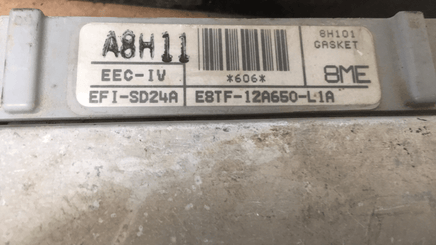 A8H11
8H101
GASKET
EEC-IV
*606*
8ME
EFI-SD24A
E8TF-12A650-L1A